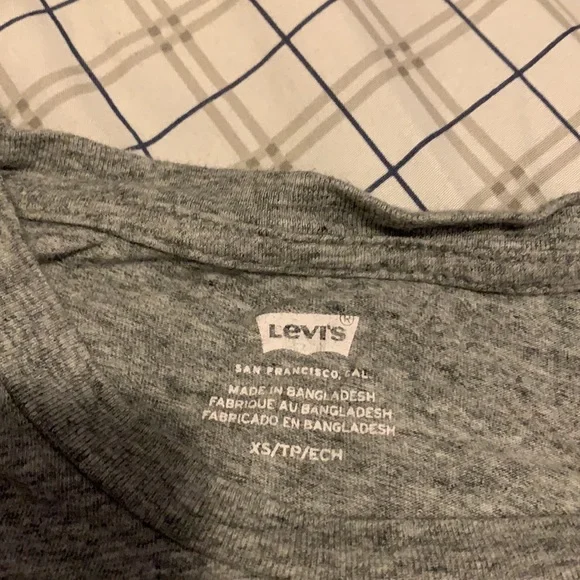 Levi's®
SAN FRANCISCO, CAL.
MADE IN BANGLADESH
FABRIQUE AU BANGLADESH
FABRICADO EN BANGLADESH
XS/TP/ECH